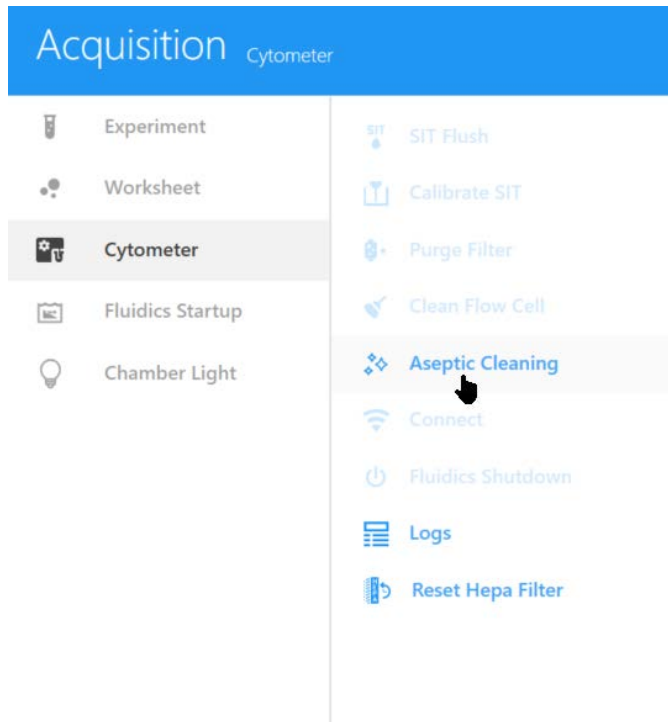 Acquisition Cytometer
Experiment
Worksheet
Cytometer
Fluidics Startup
Chamber Light
SIT
SIT Flush
Calibrate SIT
Purge Filter
Clean Flow Cell
Aseptic Cleaning
Connect
Fluidics Shutdown
Logs
Reset Hepa Filter